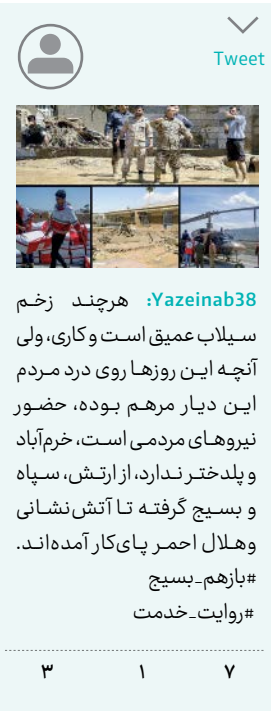 Tweet
Yazeinab38: هرچند زخم
سیلاب عمیق است و کاری، ولی
آنچه این روزها روی درد مردم
این دیار مرهم بوده، حضور
نیروهای مردمی است، خرم‌آباد
و پلدختر ندارد، از ارتش، سپاه
و بسیج گرفته تا آتش‌نشانی
وهلال احمر پای‌کار آمده‌اند.
#بازهم_بسیج
#روایت_خدمت
۷ ۱ ۳